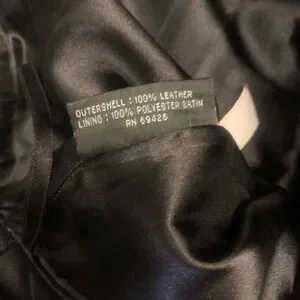 OUTERSHELL : 100% LEATHER
LINING : 100% POLYESTER SATIN
RN 69426